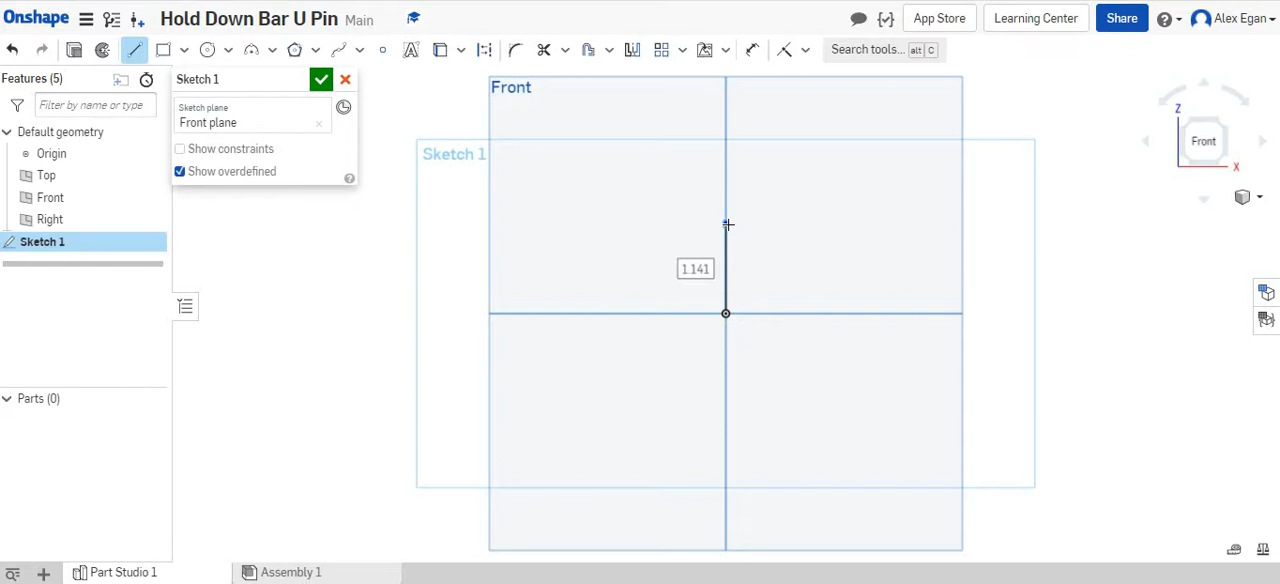 Onshape Hold Down Bar U Pin Main App Store Learning Center Share Alex Egan
Search tools... alt C
Features (5)
Filter by name or type
Default geometry
Origin
Top
Front
Right
Sketch 1
Parts (0)
Sketch 1
Sketch plane
Front plane
Show constraints
Show overdefined
Front
Sketch 1
1.141
Z
Front
X
Part Studio 1 Assembly 1